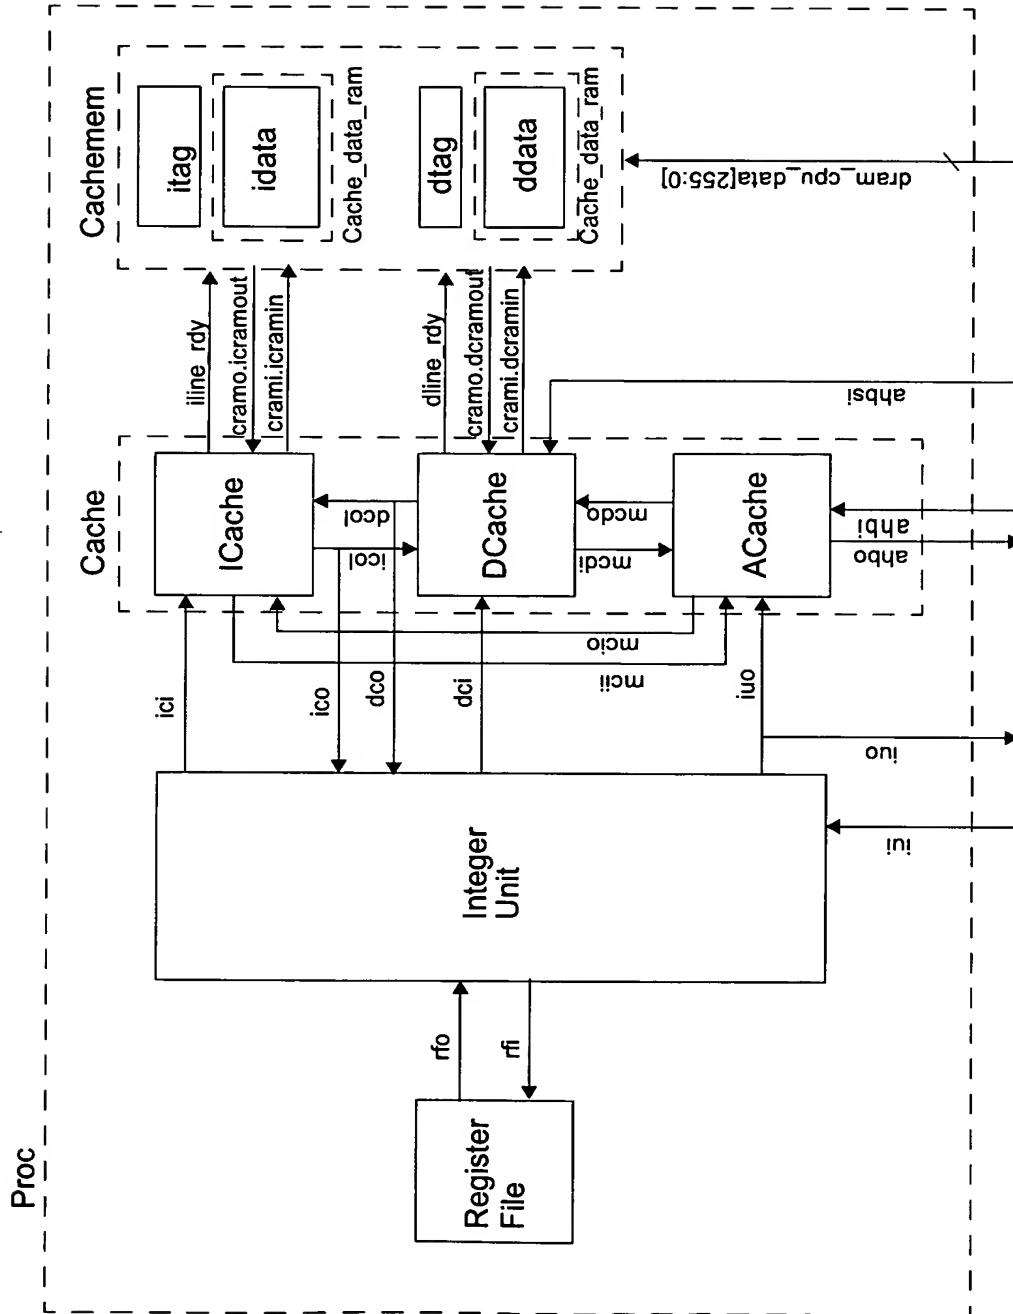 Proc
Register
File
rfo
rfi
Integer
Unit
ici
ico
dco
dci
iuo
iuo
iui
Cache
ICache
DCache
ACache
icol
dcol
mcdi
mcdo
mcii
mcio
ahbo
ahbi
ahbsi
iline_rdy
cramo.icramout
crami.icramin
dline_rdy
cramo.dcramout
crami.dcramin
Cachemem
itag
idata
Cache_data_ram
dtag
ddata
Cache_data_ram
dram_cpu_data[255:0]